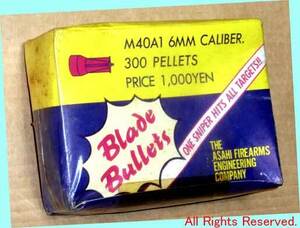 M40A1 6MM CALIBER.
300 PELLETS
PRICE 1,000YEN
Blade
Bullets
ONE SNIPER HITS ALL TARGETS!!
THE
ASAHI FIREARMS
ENGINEERING
COMPANY
All Rights Reserved.